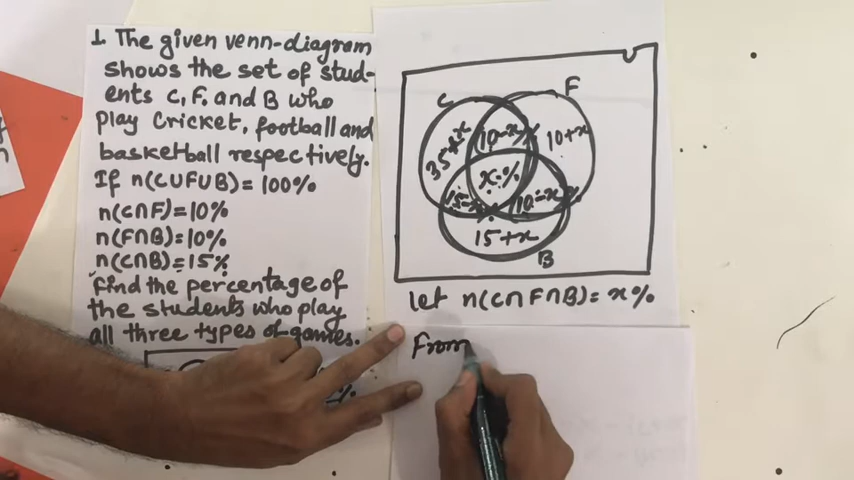 1. The given venn-diagram
shows the set of stud-
ents C, F, and B who
play Cricket, football and
basketball respectively.
If n(C∪F∪B) = 100%
n(C∩F) = 10%
n(F∩B) = 10%
n(C∩B) = 15%
find the percentage of
the students who play
all three types of games.
C
F
35+x
10-x%
10+x
x%
15-x
10-x%
15+x
B
let n(C∩F∩B) = x%
From
%